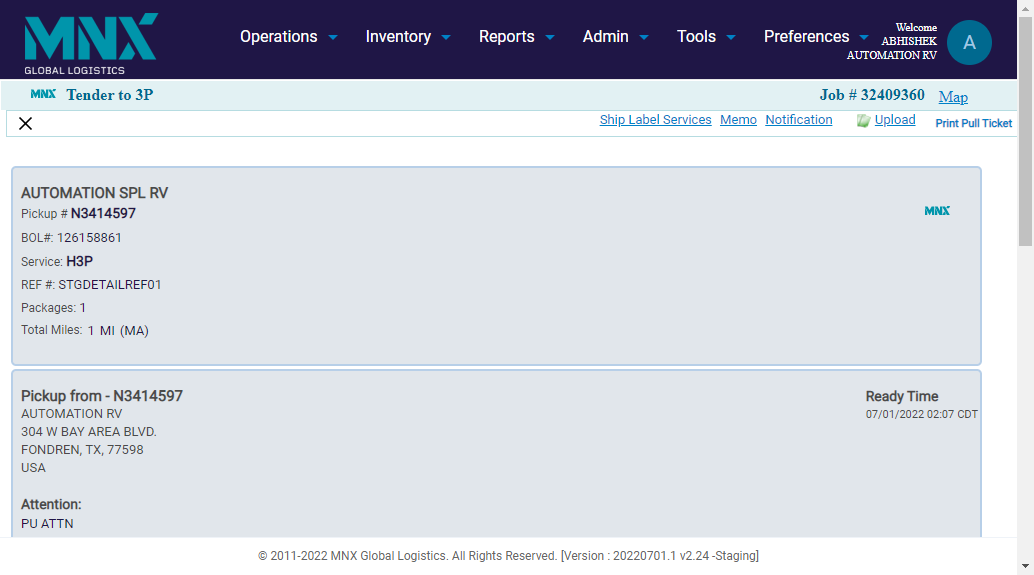 MNX
GLOBAL LOGISTICS
Operations Inventory Reports Admin Tools Preferences
Welcome
ABHISHEK
AUTOMATION RV
A
MNX Tender to 3P Job # 32409360 Map
Ship Label Services Memo Notification Upload Print Pull Ticket
AUTOMATION SPL RV
Pickup # N3414597
MNX
BOL#: 126158861
Service: H3P
REF #: STGDETAILREF01
Packages: 1
Total Miles: 1 MI (MA)
Pickup from - N3414597 Ready Time
AUTOMATION RV 07/01/2022 02:07 CDT
304 W BAY AREA BLVD.
FONDREN, TX, 77598
USA
Attention:
PU ATTN
© 2011-2022 MNX Global Logistics. All Rights Reserved. [Version : 20220701.1 v2.24 -Staging]